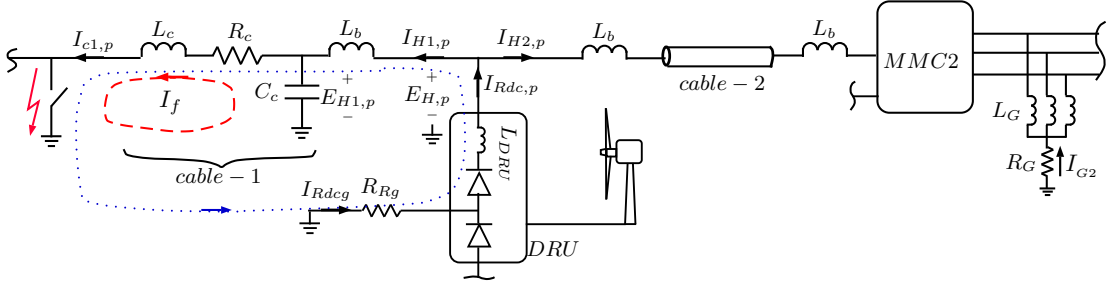 I_{c1,p} L_c R_c L_b I_{H1,p} I_{H2,p} L_b L_b MMC2
I_f C_c + E_{H1,p} − + E_{H,p} − I_{Rdc,p} cable − 2
L_{DRU} L_G
cable − 1 R_G I_{G2}
I_{Rdcg} R_{Rg}
DRU